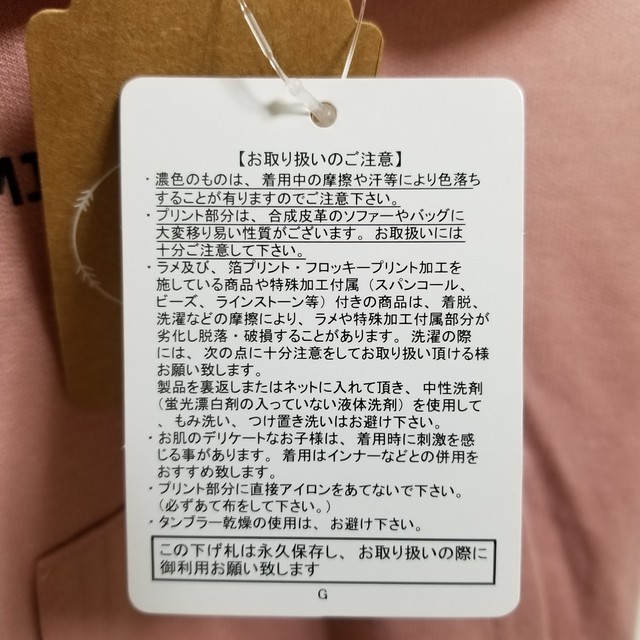 MI
【お取り扱いのご注意】
・濃色のものは、着用中の摩擦や汗等により色落ち
することが有りますのでご注意下さい。
・プリント部分は、合成皮革のソファーやバッグに
大変移り易い性質がございます。お取扱いには
十分ご注意して下さい。
・ラメ及び、箔プリント・フロッキープリント加工を
施している商品や特殊加工付属（スパンコール、
ビーズ、ラインストーン等）付きの商品は、着脱、
洗濯などの摩擦により、ラメや特殊加工付属部分が
劣化し脱落・破損することがあります。洗濯の際
には、次の点に十分注意をしてお取り扱い頂ける様
お願い致します。
製品を裏返しまたはネットに入れて頂き、中性洗剤
（蛍光漂白剤の入っていない液体洗剤）を使用して
、もみ洗い、つけ置き洗いはお避け下さい。
・お肌のデリケートなお子様は、着用時に刺激を感
じる事があります。着用はインナーなどとの併用を
おすすめ致します。
・プリント部分に直接アイロンをあてないで下さい。
（必ずあて布をして下さい。）
・タンブラー乾燥の使用は、お避け下さい。
この下げ札は永久保存し、お取り扱いの際に
御利用お願い致します
G